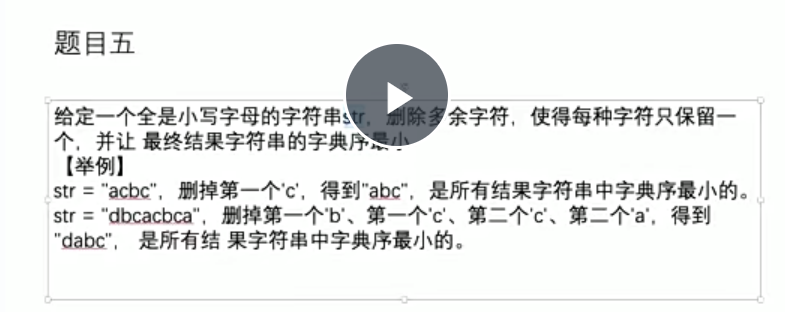 题目五
给定一个全是小写字母的字符串str，删除多余字符，使得每种字符只保留一
个，并让 最终结果字符串的字典序最小
【举例】
str = "acbc"，删掉第一个'c'，得到"abc"，是所有结果字符串中字典序最小的。
str = "dbcacbca"，删掉第一个'b'、第一个'c'、第二个'c'、第二个'a'，得到
"dabc"， 是所有结 果字符串中字典序最小的。